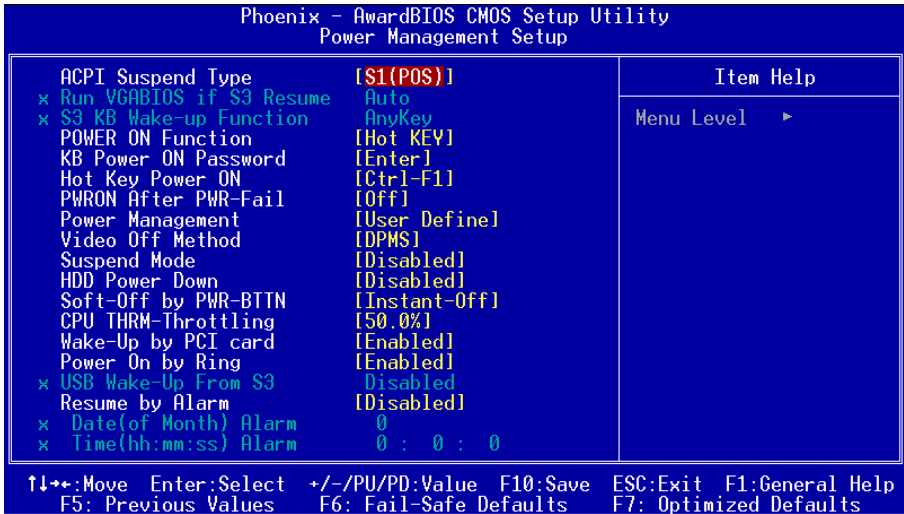 Phoenix - AwardBIOS CMOS Setup Utility
Power Management Setup
ACPI Suspend Type [S1(POS)]
x Run VGABIOS if S3 Resume Auto
x S3 KB Wake-up Function AnyKey
POWER ON Function [Hot KEY]
KB Power ON Password [Enter]
Hot Key Power ON [Ctrl-F1]
PWRON After PWR-Fail [Off]
Power Management [User Define]
Video Off Method [DPMS]
Suspend Mode [Disabled]
HDD Power Down [Disabled]
Soft-Off by PWR-BTTN [Instant-Off]
CPU THRM-Throttling [50.0%]
Wake-Up by PCI card [Enabled]
Power On by Ring [Enabled]
x USB Wake-Up From S3 Disabled
Resume by Alarm [Disabled]
x Date(of Month) Alarm 0
x Time(hh:mm:ss) Alarm 0 : 0 : 0
Item Help
Menu Level ►
↑↓→←:Move Enter:Select +/-/PU/PD:Value F10:Save ESC:Exit F1:General Help
F5: Previous Values F6: Fail-Safe Defaults F7: Optimized Defaults